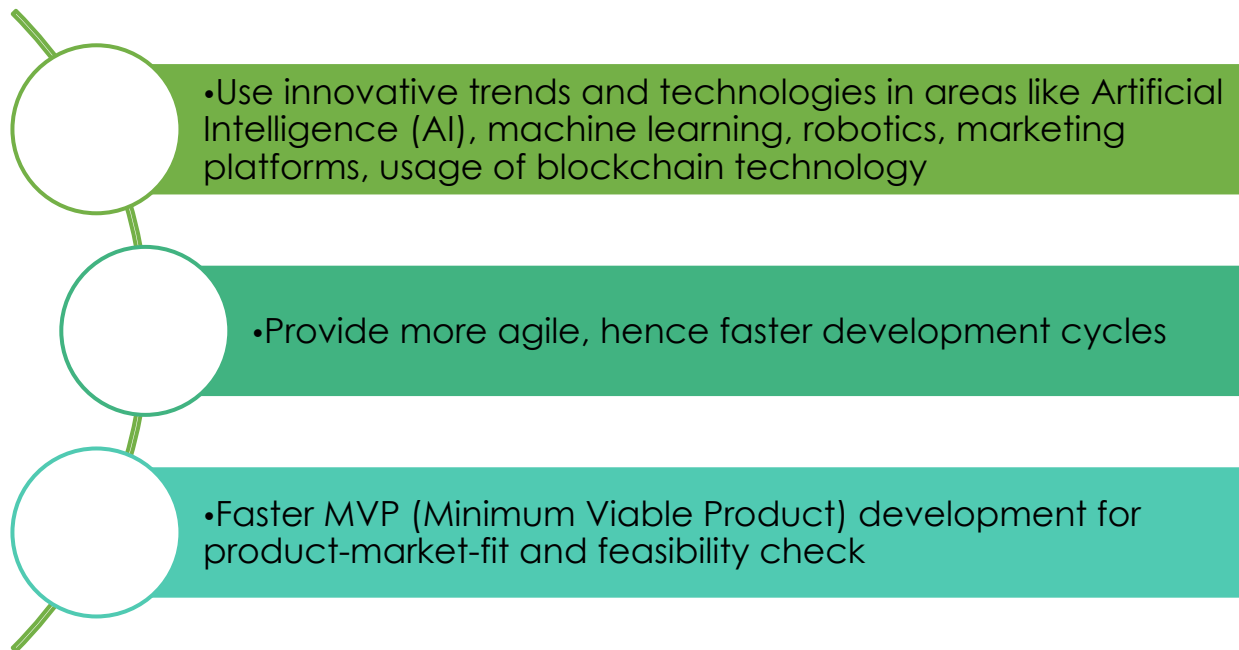 •Use innovative trends and technologies in areas like Artificial
Intelligence (AI), machine learning, robotics, marketing
platforms, usage of blockchain technology
•Provide more agile, hence faster development cycles
•Faster MVP (Minimum Viable Product) development for
product-market-fit and feasibility check